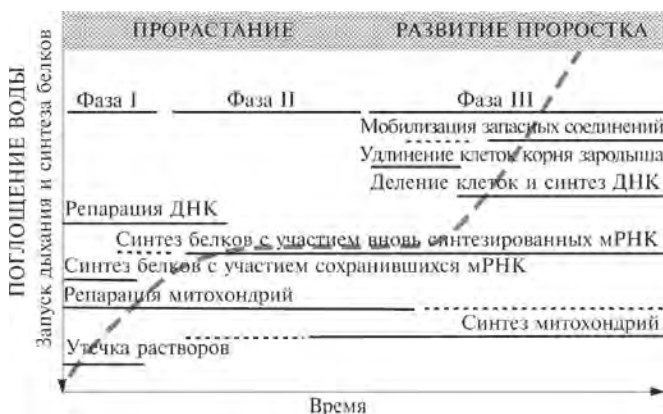 ПРОРАСТАНИЕ РАЗВИТИЕ ПРОРОСТКА
ПОГЛОЩЕНИЕ ВОДЫ
Запуск дыхания и синтеза белков
Фаза I Фаза II Фаза III
Мобилизация запасных соединений
Удлинение клеток корня зародыша
Деление клеток и синтез ДНК
Репарация ДНК
Синтез белков с участием вновь синтезированных мРНК
Синтез белков с участием сохранившихся мРНК
Репарация митохондрий
Синтез митохондрий
Утечка растворов
Время